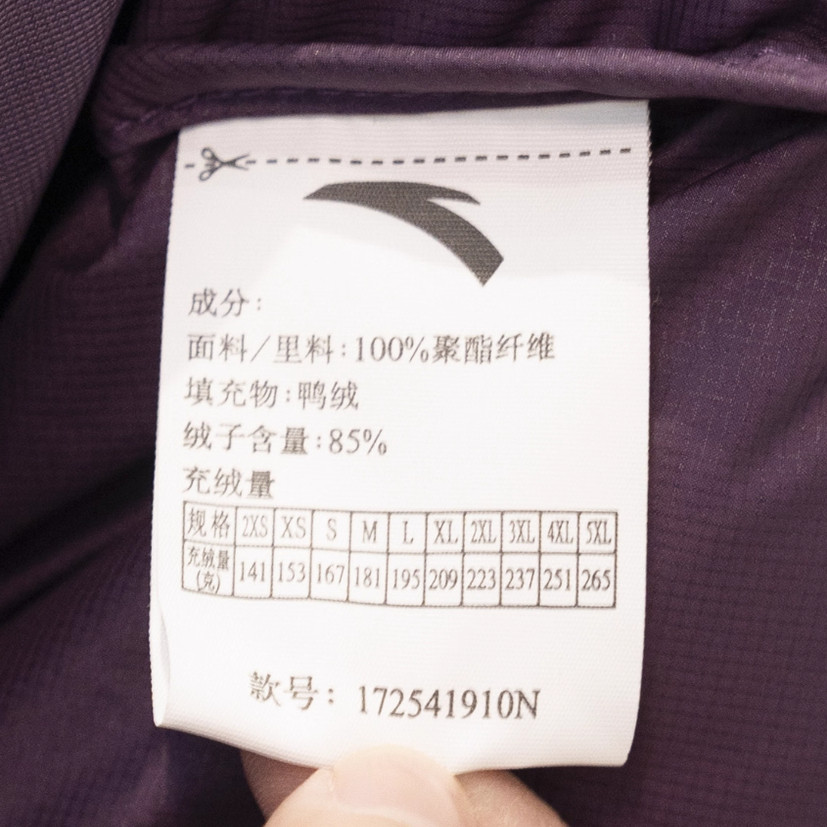 成分:
面料/里料:100%聚酯纤维
填充物:鸭绒
绒子含量:85%
充绒量
规格 2XS XS S M L XL 2XL 3XL 4XL 5XL
充绒量(克) 141 153 167 181 195 209 223 237 251 265
款号: 172541910N